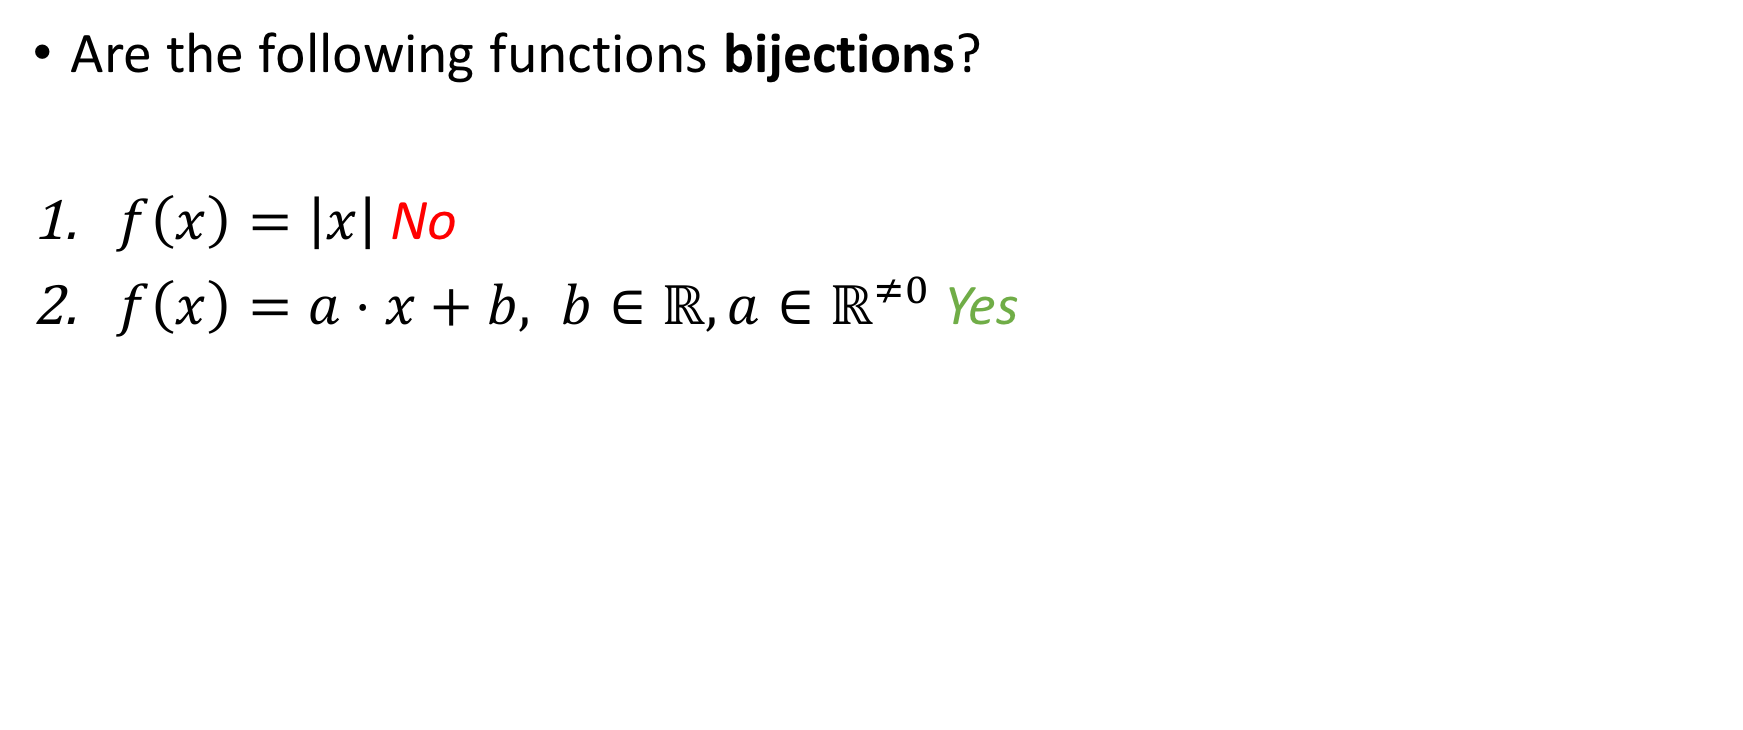 • Are the following functions bijections?
1. f(x) = |x| No
2. f(x) = a · x + b, b ∈ ℝ, a ∈ ℝ^≠0 Yes